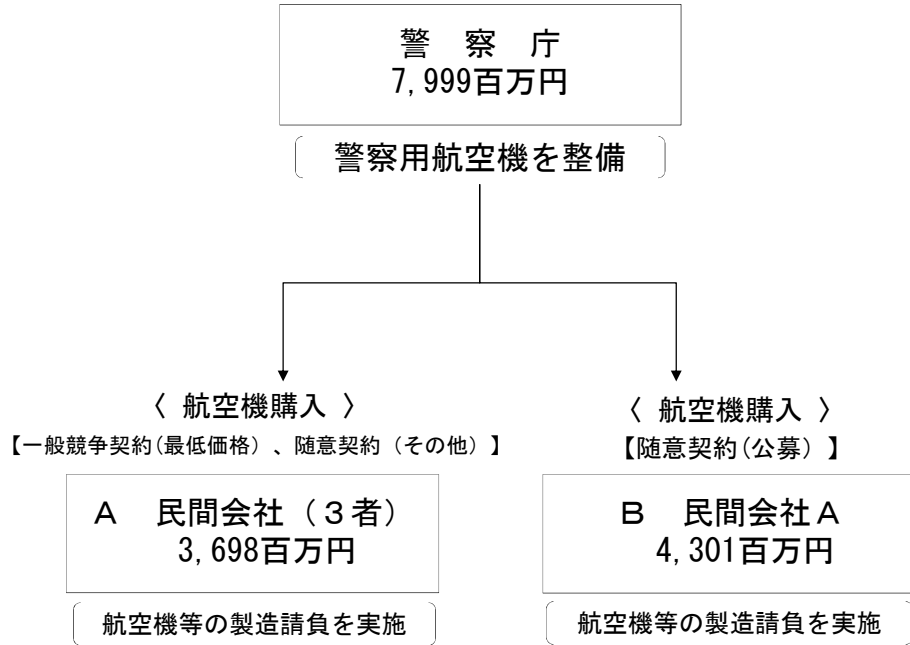 警 察 庁
7,999百万円
警察用航空機を整備
〈 航空機購入 〉
【一般競争契約(最低価格)、随意契約(その他)】
A 民間会社(3者)
3,698百万円
航空機等の製造請負を実施
〈 航空機購入 〉
【随意契約(公募)】
B 民間会社A
4,301百万円
航空機等の製造請負を実施